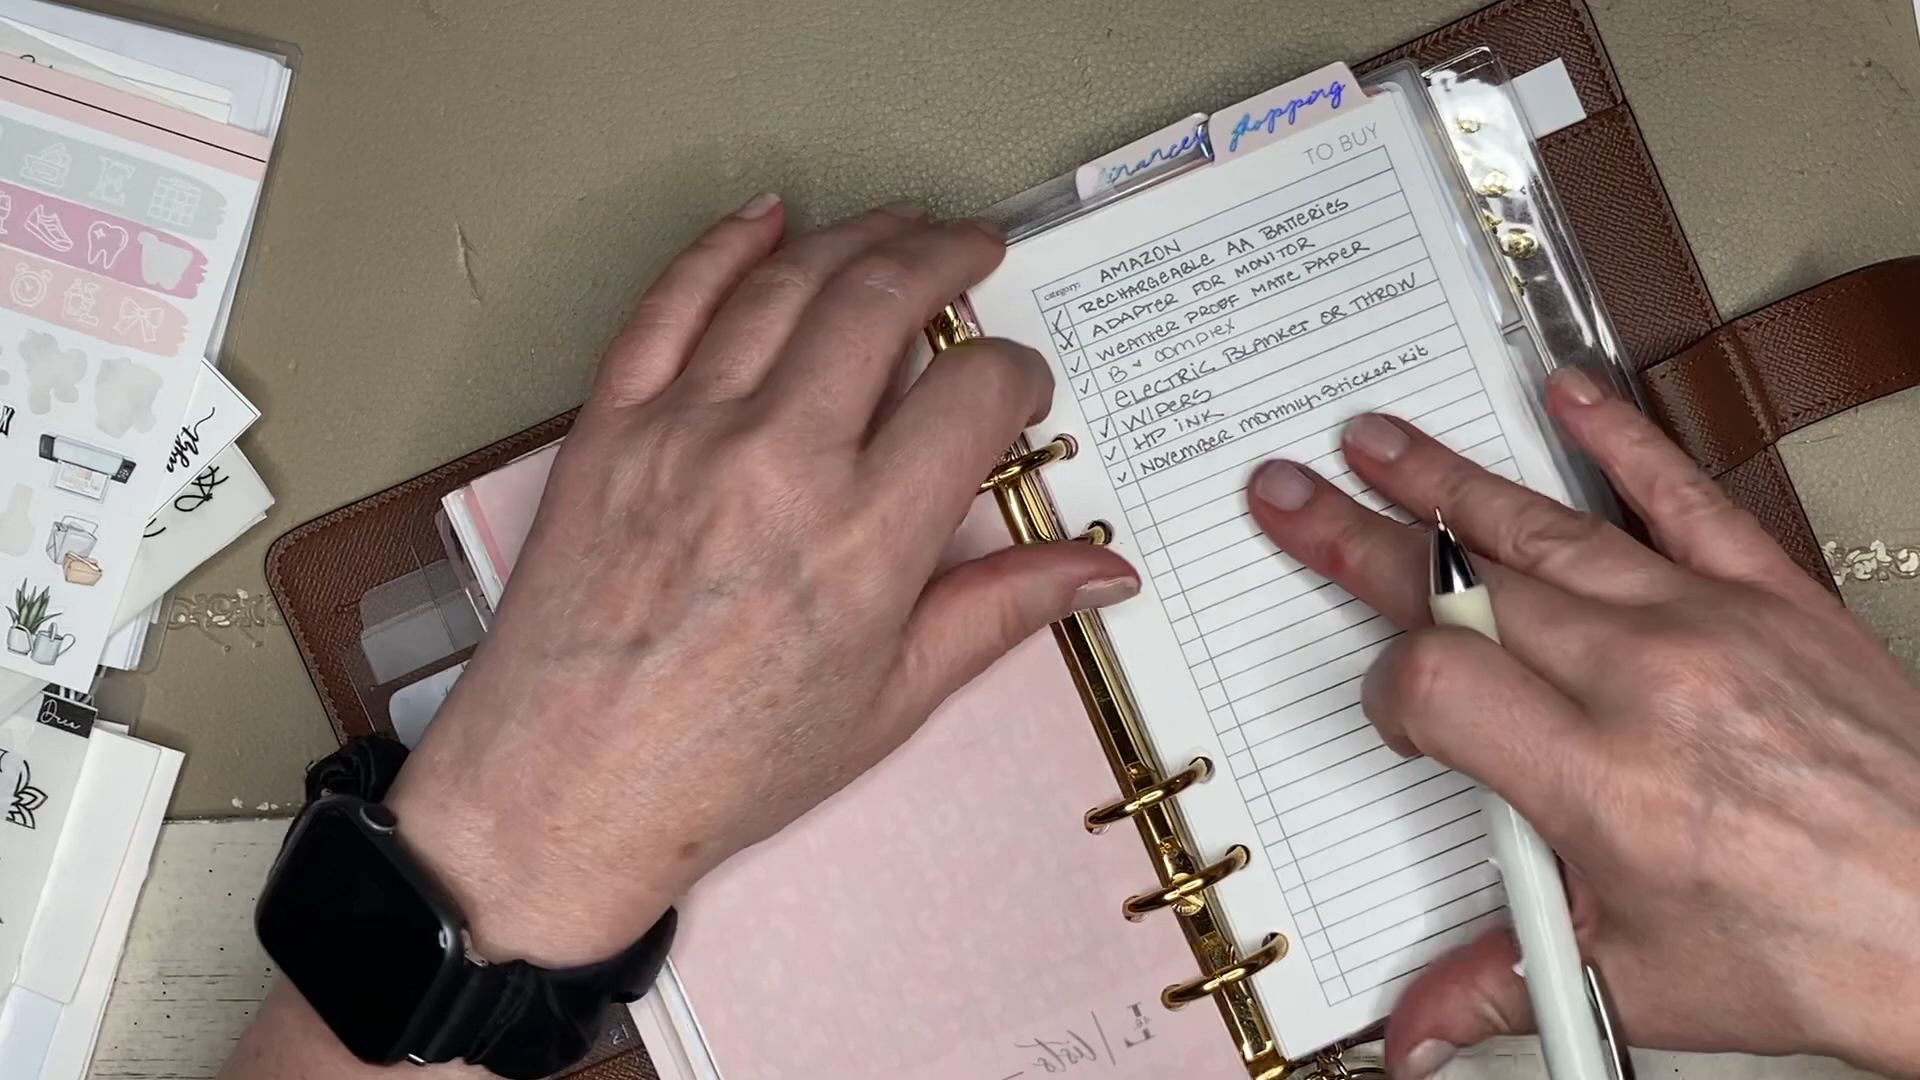 finances
shopping
TO BUY
category: AMAZON
✓ RECHARGEABLE AA BATTERIES
X ADAPTER FOR MONITOR
✓ WEATHER PROOF MATTE PAPER
✓ B + COMPLEX
ELECTRIC BLANKET OR THROW
✓ WIPERS
✓ HP INK
✓ NOVEMBER MONTHLY STICKER KIT
lists